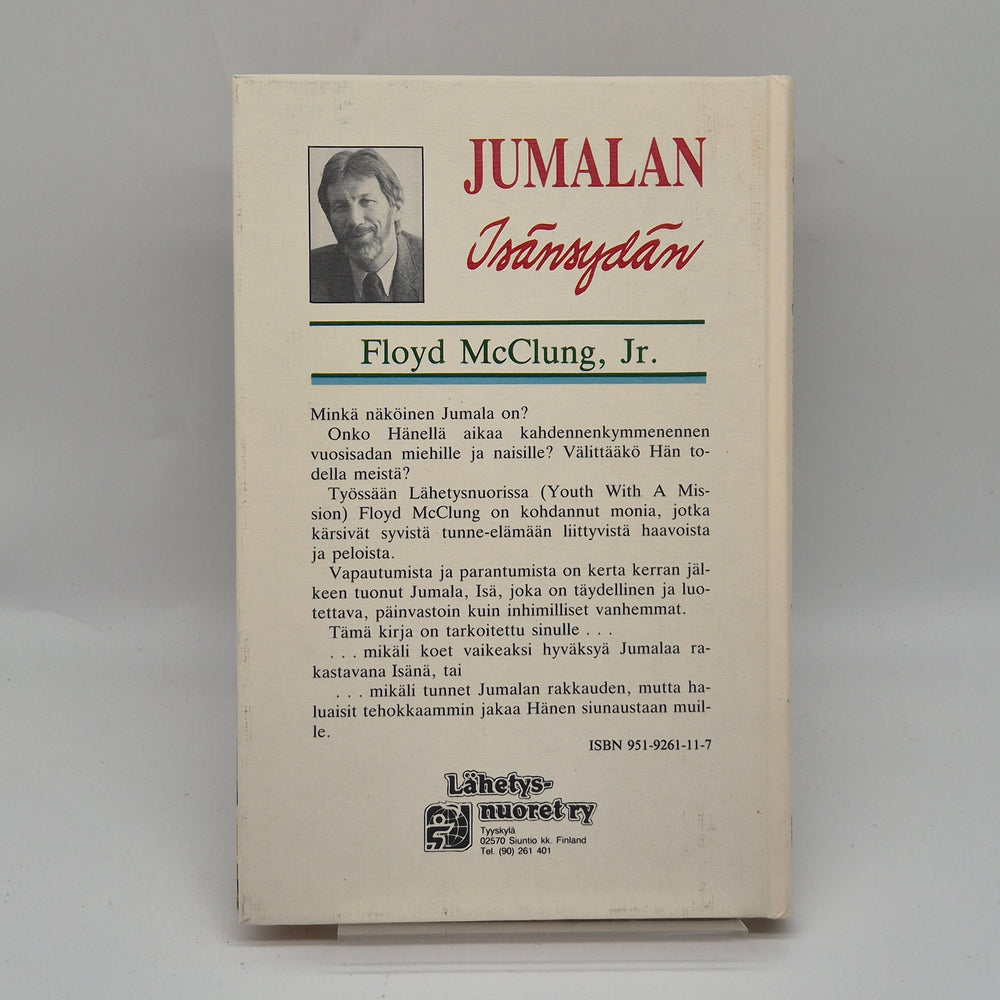 JUMALAN
Isänsydän
Floyd McClung, Jr.
Minkä näköinen Jumala on?
Onko Hänellä aikaa kahdennenkymmenennen
vuosisadan miehille ja naisille? Välittääkö Hän to-
della meistä?
Työssään Lähetysnuorissa (Youth With A Mis-
sion) Floyd McClung on kohdannut monia, jotka
kärsivät syvistä tunne-elämään liittyvistä haavoista
ja peloista.
Vapautumista ja parantumista on kerta kerran jäl-
keen tuonut Jumala, Isä, joka on täydellinen ja luo-
tettava, päinvastoin kuin inhimilliset vanhemmat.
Tämä kirja on tarkoitettu sinulle . . .
. . . mikäli koet vaikeaksi hyväksyä Jumalaa ra-
kastavana Isänä, tai
. . . mikäli tunnet Jumalan rakkauden, mutta ha-
luaisit tehokkaammin jakaa Hänen siunaustaan muil-
le.
ISBN 951-9261-11-7
Lähetys-
nuoret ry
Tyyskylä
02570 Siuntio kk. Finland
Tel. (90) 261 401